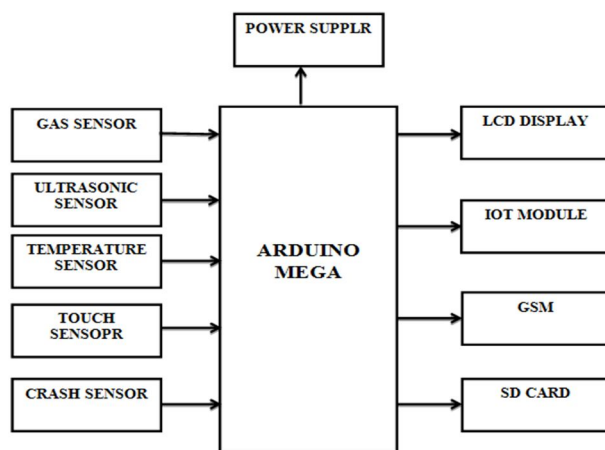 POWER SUPPLR
GAS SENSOR
ULTRASONIC
SENSOR
TEMPERATURE
SENSOR
TOUCH
SENSOPR
CRASH SENSOR
ARDUINO
MEGA
LCD DISPLAY
IOT MODULE
GSM
SD CARD